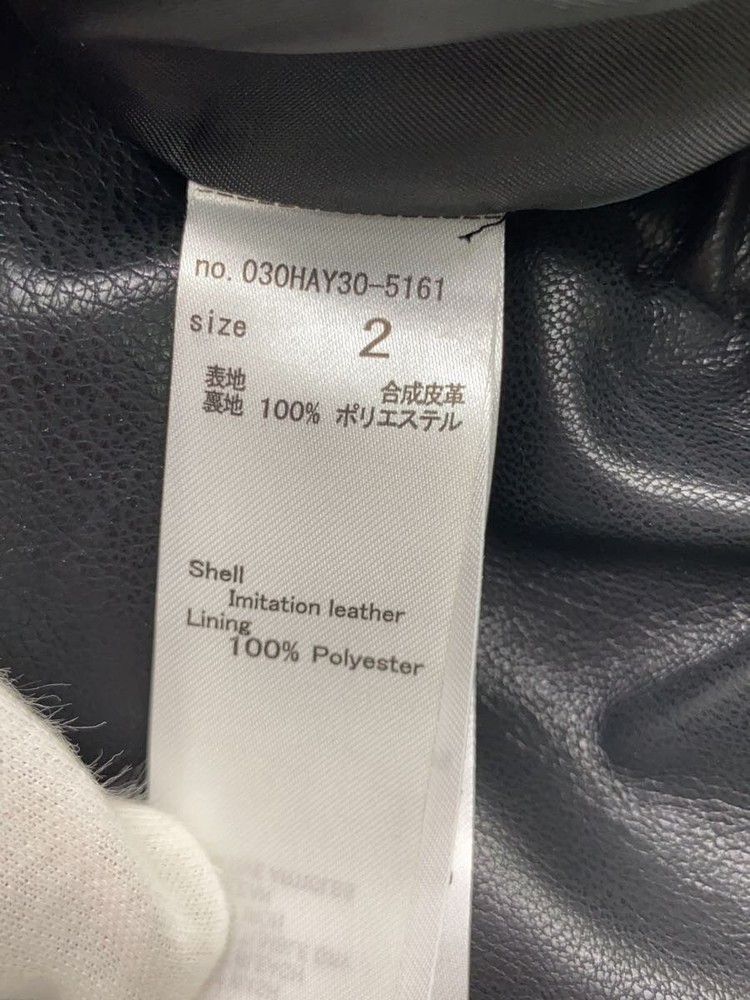 no. 030HAY30-5161
size 2
表地 合成皮革
裏地 100% ポリエステル
Shell
Imitation leather
Lining
100% Polyester